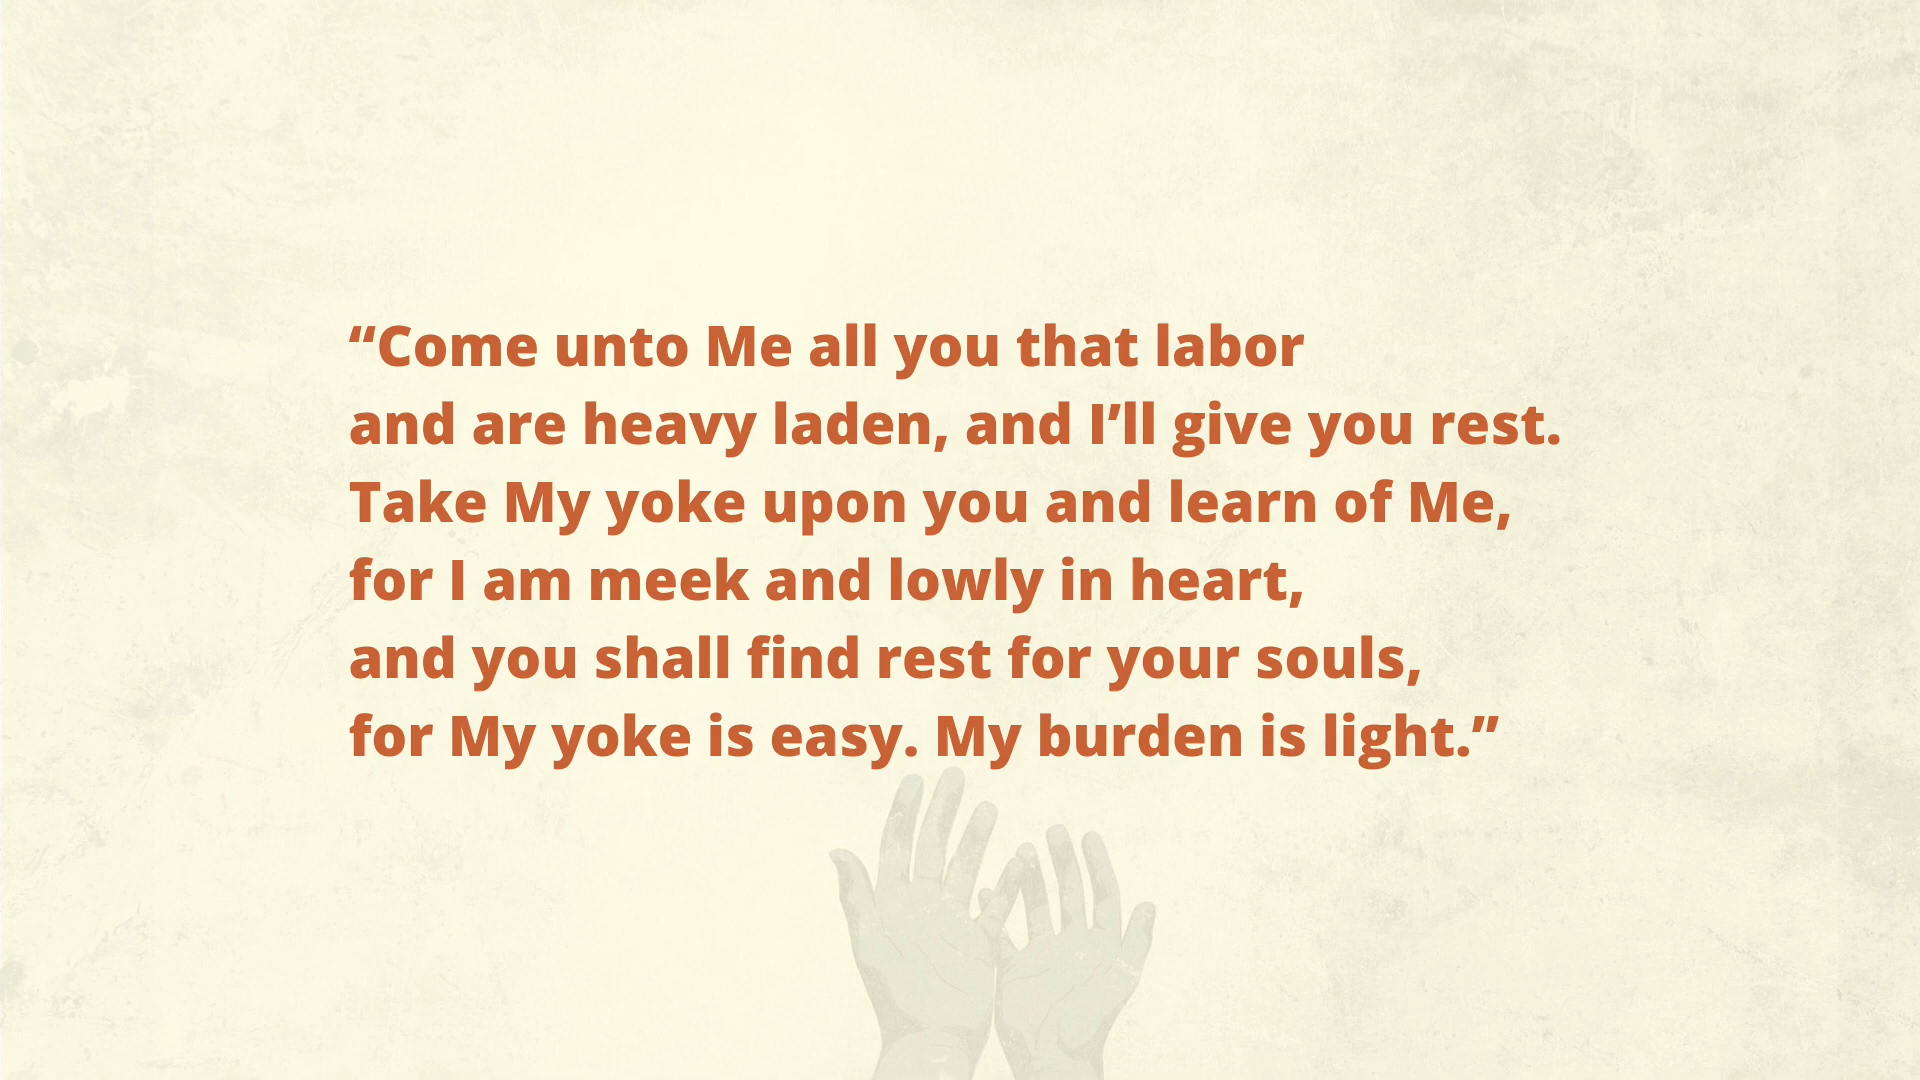 “Come unto Me all you that labor
and are heavy laden, and I’ll give you rest.
Take My yoke upon you and learn of Me,
for I am meek and lowly in heart,
and you shall find rest for your souls,
for My yoke is easy. My burden is light.”